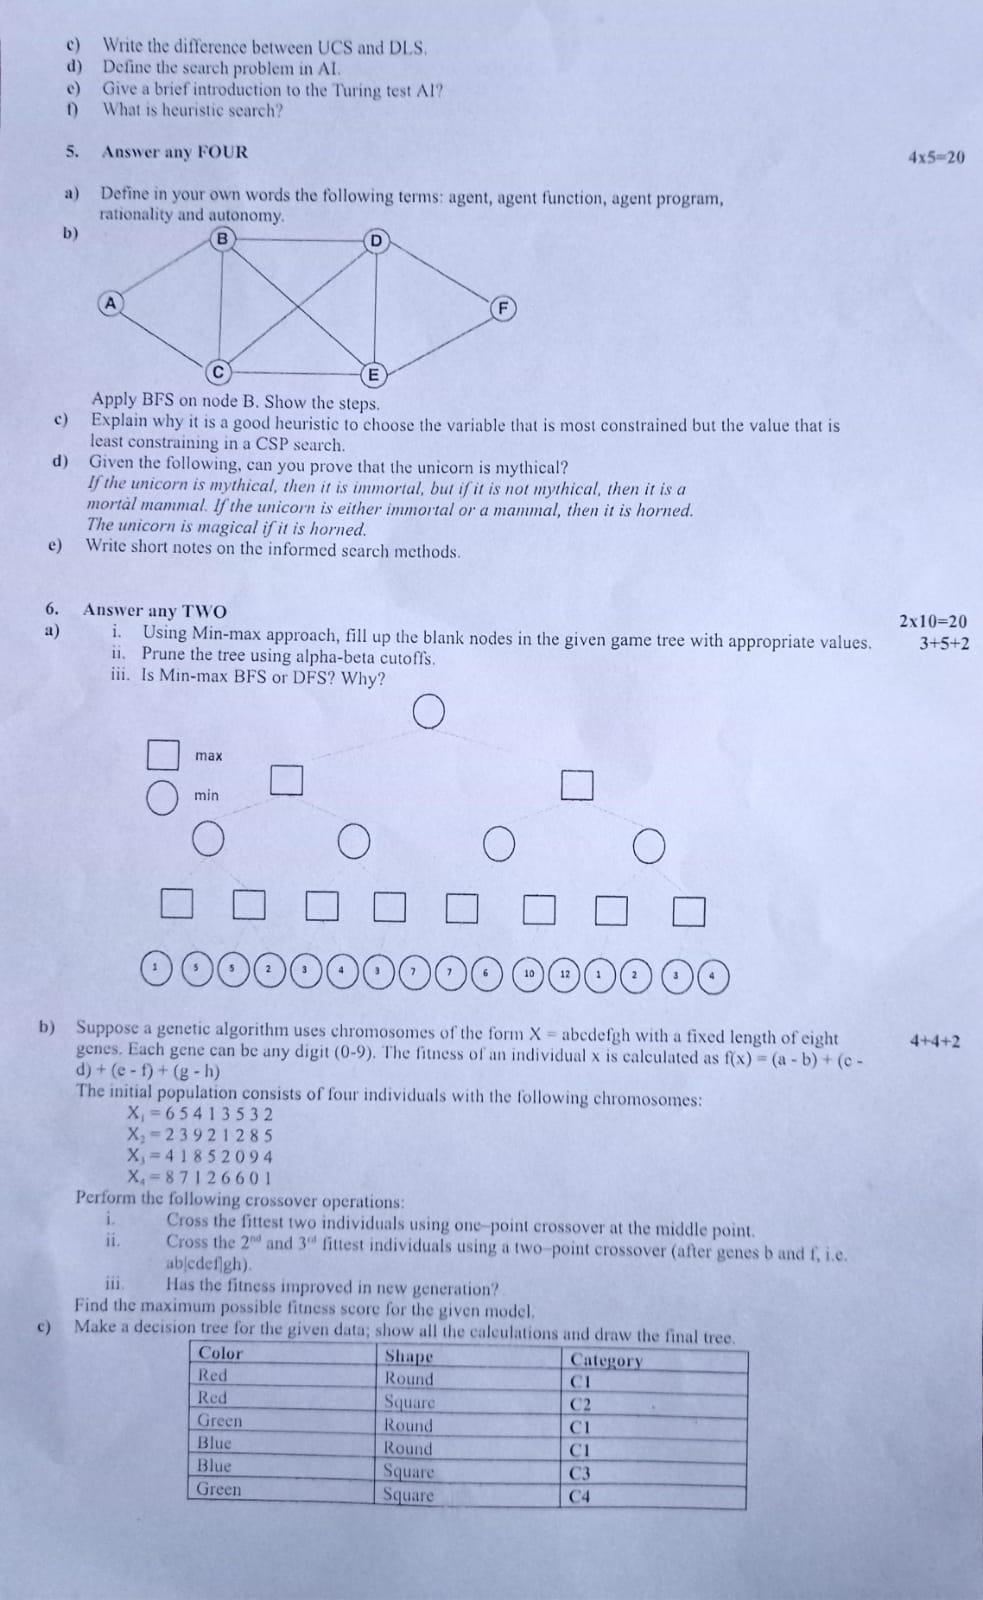 c) Write the difference between UCS and DLS.
d) Define the search problem in AI.
e) Give a brief introduction to the Turing test AI?
f) What is heuristic search?
5. Answer any FOUR 4x5=20
a) Define in your own words the following terms: agent, agent function, agent program,
rationality and autonomy.
b)
B D
A F
C E
Apply BFS on node B. Show the steps.
c) Explain why it is a good heuristic to choose the variable that is most constrained but the value that is
least constraining in a CSP search.
d) Given the following, can you prove that the unicorn is mythical?
If the unicorn is mythical, then it is immortal, but if it is not mythical, then it is a
mortal mammal. If the unicorn is either immortal or a mammal, then it is horned.
The unicorn is magical if it is horned.
e) Write short notes on the informed search methods.
6. Answer any TWO 2x10=20
a) i. Using Min-max approach, fill up the blank nodes in the given game tree with appropriate values. 3+5+2
ii. Prune the tree using alpha-beta cutoffs.
iii. Is Min-max BFS or DFS? Why?
max
min
1 5 5 2 3 4 3 7 7 6 10 12 1 2 3 4
b) Suppose a genetic algorithm uses chromosomes of the form X = abcdefgh with a fixed length of eight 4+4+2
genes. Each gene can be any digit (0-9). The fitness of an individual x is calculated as f(x) = (a - b) + (c -
d) + (e - f) + (g - h)
The initial population consists of four individuals with the following chromosomes:
X₁ = 6 5 4 1 3 5 3 2
X₂ = 2 3 9 2 1 2 8 5
X₃ = 4 1 8 5 2 0 9 4
X₄ = 8 7 1 2 6 6 0 1
Perform the following crossover operations:
i. Cross the fittest two individuals using one–point crossover at the middle point.
ii. Cross the 2nd and 3rd fittest individuals using a two–point crossover (after genes b and f, i.e.
ab|cdef|gh).
iii. Has the fitness improved in new generation?
Find the maximum possible fitness score for the given model.
c) Make a decision tree for the given data; show all the calculations and draw the final tree.
Color Shape Category
Red Round C1
Red Square C2
Green Round C1
Blue Round C1
Blue Square C3
Green Square C4